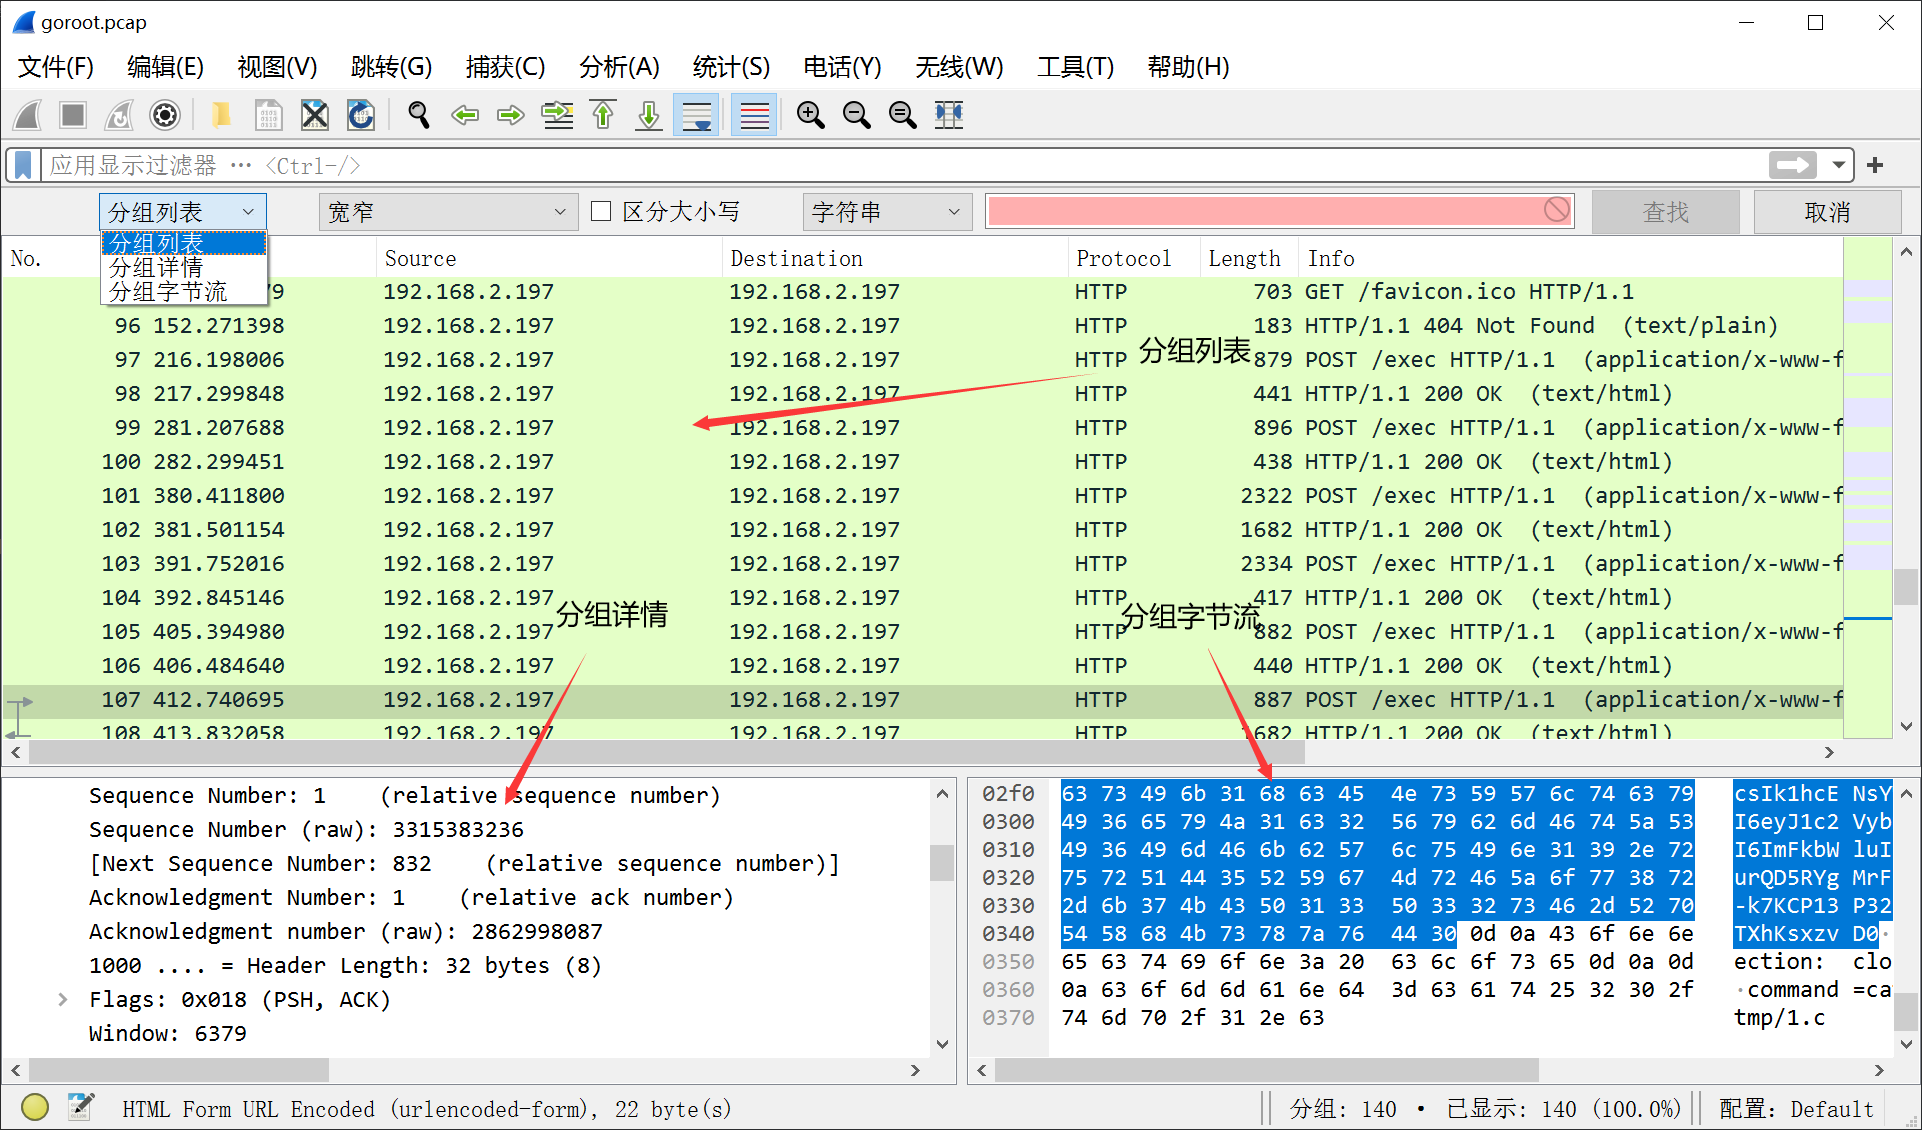 goroot.pcap
文件(F) 编辑(E) 视图(V) 跳转(G) 捕获(C) 分析(A) 统计(S) 电话(Y) 无线(W) 工具(T) 帮助(H)
应用显示过滤器 ··· <Ctrl-/>
分组列表 宽窄 区分大小写 字符串 查找 取消
分组列表
分组详情
分组字节流
No. Source Destination Protocol Length Info
9 192.168.2.197 192.168.2.197 HTTP 703 GET /favicon.ico HTTP/1.1
96 152.271398 192.168.2.197 192.168.2.197 HTTP 183 HTTP/1.1 404 Not Found (text/plain)
分组列表
97 216.198006 192.168.2.197 192.168.2.197 HTTP 879 POST /exec HTTP/1.1 (application/x-www-f
98 217.299848 192.168.2.197 192.168.2.197 HTTP 441 HTTP/1.1 200 OK (text/html)
99 281.207688 192.168.2.197 192.168.2.197 HTTP 896 POST /exec HTTP/1.1 (application/x-www-f
100 282.299451 192.168.2.197 192.168.2.197 HTTP 438 HTTP/1.1 200 OK (text/html)
101 380.411800 192.168.2.197 192.168.2.197 HTTP 2322 POST /exec HTTP/1.1 (application/x-www-f
102 381.501154 192.168.2.197 192.168.2.197 HTTP 1682 HTTP/1.1 200 OK (text/html)
103 391.752016 192.168.2.197 192.168.2.197 HTTP 2334 POST /exec HTTP/1.1 (application/x-www-f
104 392.845146 192.168.2.197 192.168.2.197 HTTP 417 HTTP/1.1 200 OK (text/html)
分组详情 分组字节流
105 405.394980 192.168.2.197 192.168.2.197 HTTP 882 POST /exec HTTP/1.1 (application/x-www-f
106 406.484640 192.168.2.197 192.168.2.197 HTTP 440 HTTP/1.1 200 OK (text/html)
107 412.740695 192.168.2.197 192.168.2.197 HTTP 887 POST /exec HTTP/1.1 (application/x-www-f
108 413.832058 192.168.2.197 192.168.2.197 HTTP 1682 HTTP/1.1 200 OK (text/html)
Sequence Number: 1 (relative sequence number)
Sequence Number (raw): 3315383236
[Next Sequence Number: 832 (relative sequence number)]
Acknowledgment Number: 1 (relative ack number)
Acknowledgment number (raw): 2862998087
1000 .... = Header Length: 32 bytes (8)
Flags: 0x018 (PSH, ACK)
Window: 6379
02f0 63 73 49 6b 31 68 63 45 4e 73 59 57 6c 74 63 79 csIk1hcE NsY
0300 49 36 65 79 4a 31 63 32 56 79 62 6d 46 74 5a 53 I6eyJ1c2 Vyb
0310 49 36 49 6d 46 6b 62 57 6c 75 49 6e 31 39 2e 72 I6ImFkbW luI
0320 75 72 51 44 35 52 59 67 4d 72 46 5a 6f 77 38 72 urQD5RYg MrF
0330 2d 6b 37 4b 43 50 31 33 50 33 32 73 46 2d 52 70 -k7KCP13 P32
0340 54 58 68 4b 73 78 7a 76 44 30 0d 0a 43 6f 6e 6e TXhKsxzv D0·
0350 65 63 74 69 6f 6e 3a 20 63 6c 6f 73 65 0d 0a 0d ection: clo
0360 0a 63 6f 6d 6d 61 6e 64 3d 63 61 74 25 32 30 2f ·command =ca
0370 74 6d 70 2f 31 2e 63 tmp/1.c
HTML Form URL Encoded (urlencoded-form), 22 byte(s) 分组: 140 · 已显示: 140 (100.0%) 配置: Default